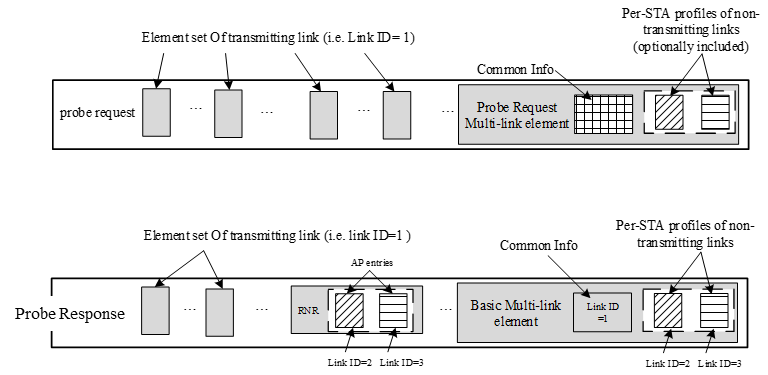 Element set Of transmitting link (i.e. Link ID= 1 )
Per-STA profiles of non-
transmitting links
(optionally included)
Common Info
probe request
...
...
...
...
Probe Request
Multi-link element
Element set Of transmitting link (i.e. link ID=1 )
Per-STA profiles of non-
transmitting links
Common Info
AP entries
Probe Response
...
...
RNR
...
Basic Multi-link
element
Link ID
=1
Link ID=2
Link ID=3
Link ID=2
Link ID=3